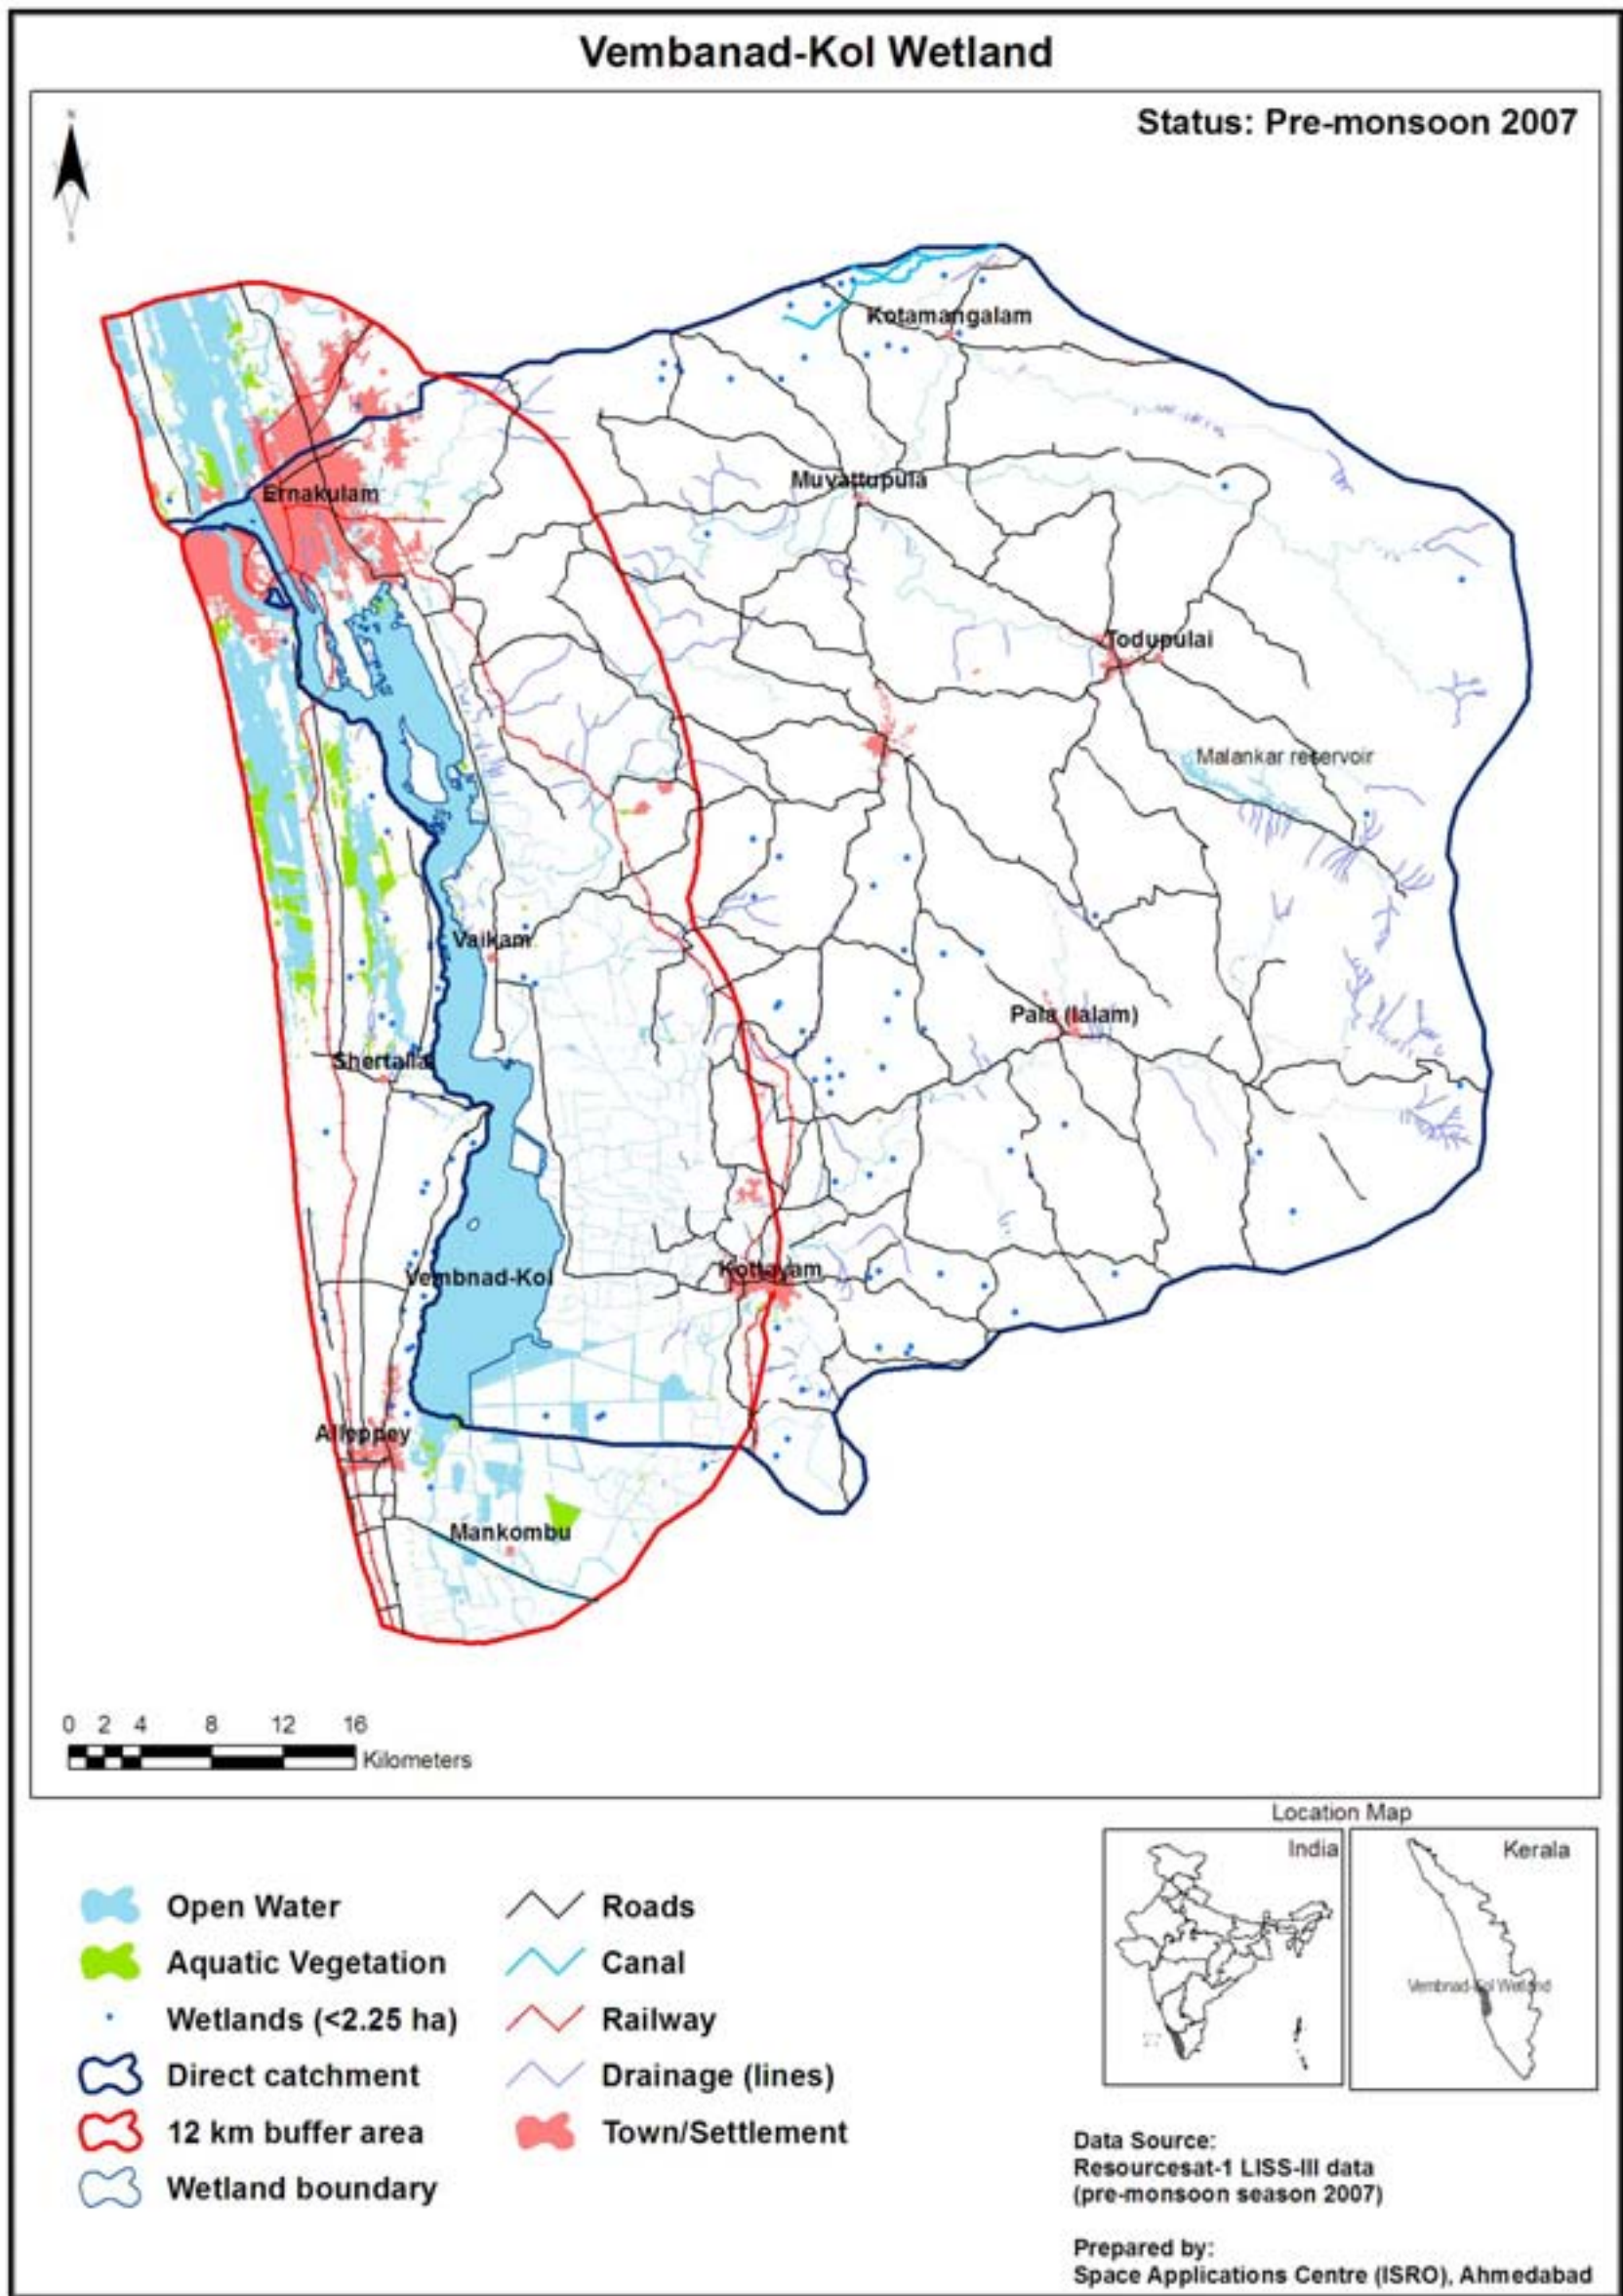 Vembanad-Kol Wetland
Status: Pre-monsoon 2007
N
S
Kotamangalam
Muvattupula
Ernakulam
Todupulai
Malankar reservoir
Vaikam
Pala (lalam)
Shertalla
Kottayam
Vembnad-Kol
Alleppey
Mankombu
0 2 4 8 12 16
Kilometers
Location Map
India
Kerala
Vembnad-Kol Wetland
Open Water
Aquatic Vegetation
Wetlands (<2.25 ha)
Direct catchment
12 km buffer area
Wetland boundary
Roads
Canal
Railway
Drainage (lines)
Town/Settlement
Data Source:
Resourcesat-1 LISS-III data
(pre-monsoon season 2007)
Prepared by:
Space Applications Centre (ISRO), Ahmedabad